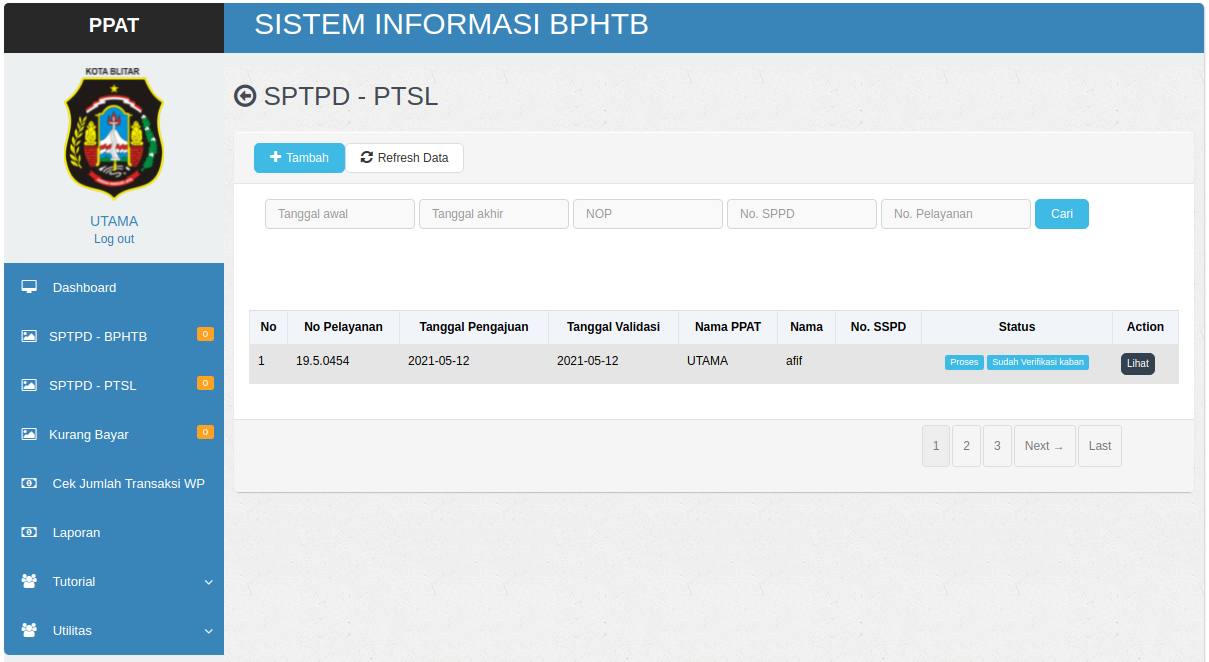 PPAT
SISTEM INFORMASI BPHTB
KOTA BLITAR
UTAMA
Log out
Dashboard
SPTPD - BPHTB 0
SPTPD - PTSL 0
Kurang Bayar 0
Cek Jumlah Transaksi WP
Laporan
Tutorial
Utilitas
SPTPD - PTSL
Tambah Refresh Data
Tanggal awal Tanggal akhir NOP No. SPPD No. Pelayanan Cari
No No Pelayanan Tanggal Pengajuan Tanggal Validasi Nama PPAT Nama No. SSPD Status Action
1 19.5.0454 2021-05-12 2021-05-12 UTAMA afif Proses Sudah Verifikasi kaban Lihat
1 2 3 Next → Last